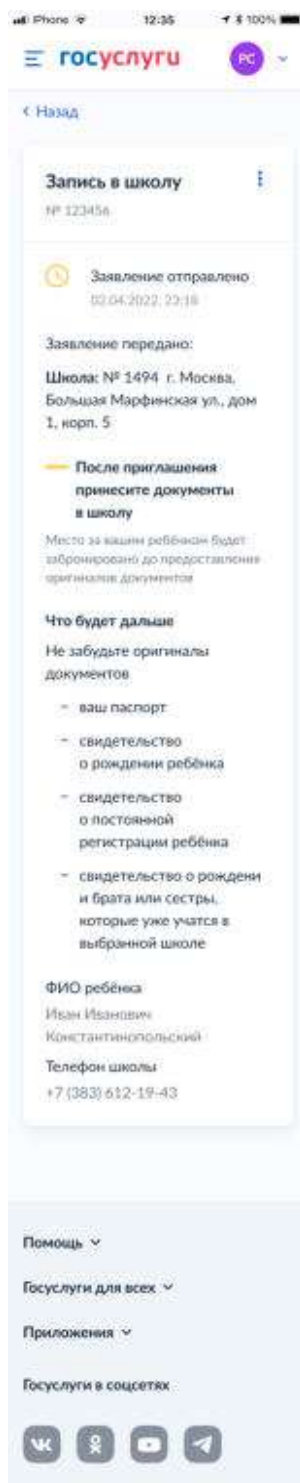 iPhone 12:35 100%
госуслуги РС
< Назад
Запись в школу
№ 123456
Заявление отправлено
02.04.2022, 23:18
Заявление передано:
Школа: № 1494 г. Москва,
Большая Марфинская ул., дом
1, корп. 5
После приглашения
принесите документы
в школу
Место за вашим ребёнком будет
забронировано до предоставления
оригиналов документов
Что будет дальше
Не забудьте оригиналы
документов
– ваш паспорт
– свидетельство
о рождении ребёнка
– свидетельство
о постоянной
регистрации ребёнка
– свидетельство о рождени
и брата или сестры,
которые уже учатся в
выбранной школе
ФИО ребёнка
Иван Иванович
Константинопольский
Телефон школы
+7 (383) 612-19-43
Помощь
Госуслуги для всех
Приложения
Госуслуги в соцсетях